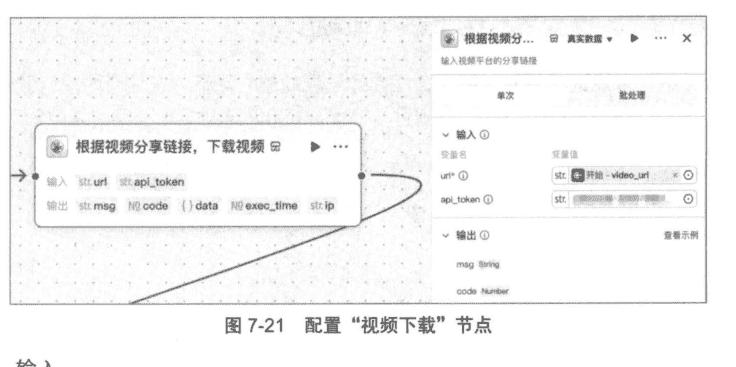 根据视频分享链接，下载视频
输入 str.url str.api_token
输出 str.msg №code {}data №exec_time str.ip
根据视频分... 真实数据
输入视频平台的分享链接
单次 批处理
输入
变量名 变量值
url* str. 开始 - video_url ×
api_token str.
输出 查看示例
msg String
code Number
图 7-21 配置“视频下载”节点